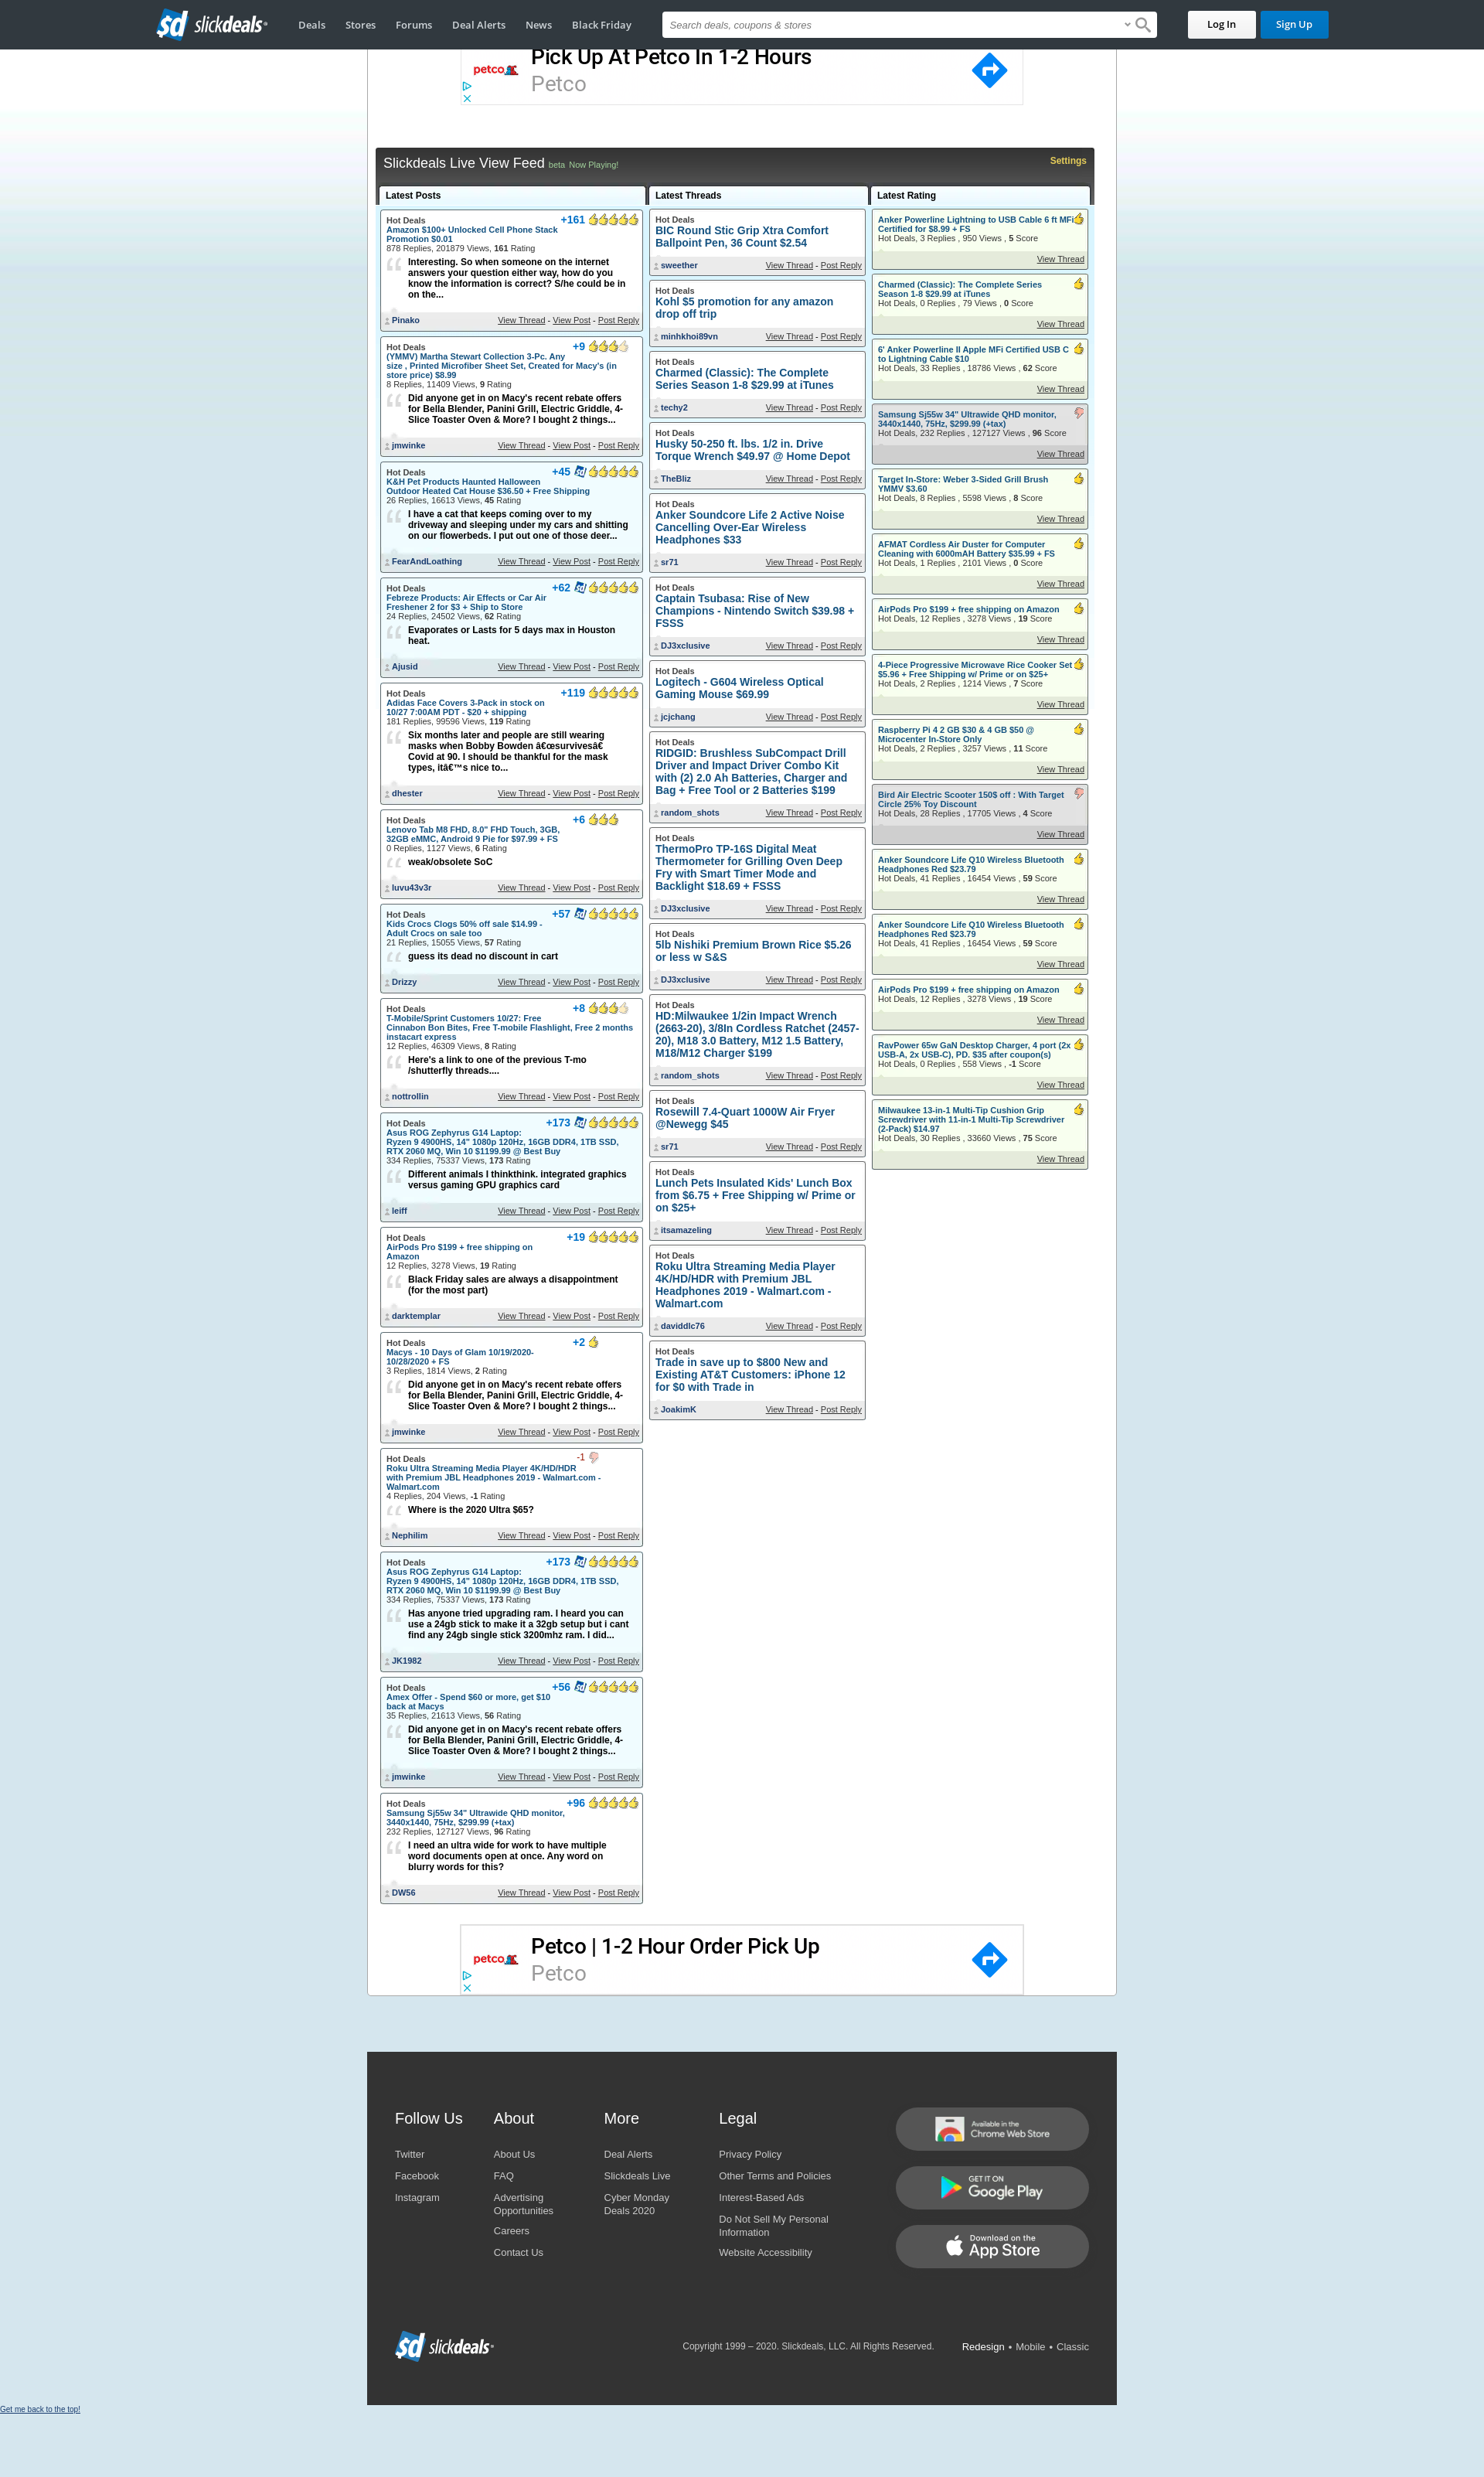 slickdeals
Deals
Stores
Forums
Deal Alerts
News
Black Friday
Search deals, coupons & stores
Log In
Sign Up
Pick Up At Petco In 1-2 Hours
petco
Petco
Slickdeals Live View Feed beta Now Playing!
Settings
Latest Posts
Hot Deals
+161
Amazon $100+ Unlocked Cell Phone Stack
Promotion $0.01
878 Replies, 201879 Views, 161 Rating
Interesting. So when someone on the internet
answers your question either way, how do you
know the information is correct? S/he could be in
on the...
Pinako
View Thread - View Post - Post Reply
Hot Deals
+9
(YMMV) Martha Stewart Collection 3-Pc. Any
size , Printed Microfiber Sheet Set, Created for Macy's (in
store price) $8.99
8 Replies, 11409 Views, 9 Rating
Did anyone get in on Macy's recent rebate offers
for Bella Blender, Panini Grill, Electric Griddle, 4-
Slice Toaster Oven & More? I bought 2 things...
jmwinke
View Thread - View Post - Post Reply
Hot Deals
+45
K&H Pet Products Haunted Halloween
Outdoor Heated Cat House $36.50 + Free Shipping
26 Replies, 16613 Views, 45 Rating
I have a cat that keeps coming over to my
driveway and sleeping under my cars and shitting
on our flowerbeds. I put out one of those deer...
FearAndLoathing
View Thread - View Post - Post Reply
Hot Deals
+62
Febreze Products: Air Effects or Car Air
Freshener 2 for $3 + Ship to Store
24 Replies, 24502 Views, 62 Rating
Evaporates or Lasts for 5 days max in Houston
heat.
Ajusid
View Thread - View Post - Post Reply
Hot Deals
+119
Adidas Face Covers 3-Pack in stock on
10/27 7:00AM PDT - $20 + shipping
181 Replies, 99596 Views, 119 Rating
Six months later and people are still wearing
masks when Bobby Bowden â€œsurvivesâ€
Covid at 90. I should be thankful for the mask
types, itâ€™s nice to...
dhester
View Thread - View Post - Post Reply
Hot Deals
+6
Lenovo Tab M8 FHD, 8.0" FHD Touch, 3GB,
32GB eMMC, Android 9 Pie for $97.99 + FS
0 Replies, 1127 Views, 6 Rating
weak/obsolete SoC
luvu43v3r
View Thread - View Post - Post Reply
Hot Deals
+57
Kids Crocs Clogs 50% off sale $14.99 -
Adult Crocs on sale too
21 Replies, 15055 Views, 57 Rating
guess its dead no discount in cart
Drizzy
View Thread - View Post - Post Reply
Hot Deals
+8
T-Mobile/Sprint Customers 10/27: Free
Cinnabon Bon Bites, Free T-mobile Flashlight, Free 2 months
instacart express
12 Replies, 46309 Views, 8 Rating
Here's a link to one of the previous T-mo
/shutterfly threads....
nottrollin
View Thread - View Post - Post Reply
Hot Deals
+173
Asus ROG Zephyrus G14 Laptop:
Ryzen 9 4900HS, 14" 1080p 120Hz, 16GB DDR4, 1TB SSD,
RTX 2060 MQ, Win 10 $1199.99 @ Best Buy
334 Replies, 75337 Views, 173 Rating
Different animals I thinkthink. integrated graphics
versus gaming GPU graphics card
leiff
View Thread - View Post - Post Reply
Hot Deals
+19
AirPods Pro $199 + free shipping on
Amazon
12 Replies, 3278 Views, 19 Rating
Black Friday sales are always a disappointment
(for the most part)
darktemplar
View Thread - View Post - Post Reply
Hot Deals
+2
Macys - 10 Days of Glam 10/19/2020-
10/28/2020 + FS
3 Replies, 1814 Views, 2 Rating
Did anyone get in on Macy's recent rebate offers
for Bella Blender, Panini Grill, Electric Griddle, 4-
Slice Toaster Oven & More? I bought 2 things...
jmwinke
View Thread - View Post - Post Reply
Hot Deals
-1
Roku Ultra Streaming Media Player 4K/HD/HDR
with Premium JBL Headphones 2019 - Walmart.com -
Walmart.com
4 Replies, 204 Views, -1 Rating
Where is the 2020 Ultra $65?
Nephilim
View Thread - View Post - Post Reply
Hot Deals
+173
Asus ROG Zephyrus G14 Laptop:
Ryzen 9 4900HS, 14" 1080p 120Hz, 16GB DDR4, 1TB SSD,
RTX 2060 MQ, Win 10 $1199.99 @ Best Buy
334 Replies, 75337 Views, 173 Rating
Has anyone tried upgrading ram. I heard you can
use a 24gb stick to make it a 32gb setup but i cant
find any 24gb single stick 3200mhz ram. I did...
JK1982
View Thread - View Post - Post Reply
Hot Deals
+56
Amex Offer - Spend $60 or more, get $10
back at Macys
35 Replies, 21613 Views, 56 Rating
Did anyone get in on Macy's recent rebate offers
for Bella Blender, Panini Grill, Electric Griddle, 4-
Slice Toaster Oven & More? I bought 2 things...
jmwinke
View Thread - View Post - Post Reply
Hot Deals
+96
Samsung Sj55w 34" Ultrawide QHD monitor,
3440x1440, 75Hz, $299.99 (+tax)
232 Replies, 127127 Views, 96 Rating
I need an ultra wide for work to have multiple
word documents open at once. Any word on
blurry words for this?
DW56
View Thread - View Post - Post Reply
Latest Threads
Hot Deals
BIC Round Stic Grip Xtra Comfort
Ballpoint Pen, 36 Count $2.54
sweether
View Thread - Post Reply
Hot Deals
Kohl $5 promotion for any amazon
drop off trip
minhkhoi89vn
View Thread - Post Reply
Hot Deals
Charmed (Classic): The Complete
Series Season 1-8 $29.99 at iTunes
techy2
View Thread - Post Reply
Hot Deals
Husky 50-250 ft. lbs. 1/2 in. Drive
Torque Wrench $49.97 @ Home Depot
TheBliz
View Thread - Post Reply
Hot Deals
Anker Soundcore Life 2 Active Noise
Cancelling Over-Ear Wireless
Headphones $33
sr71
View Thread - Post Reply
Hot Deals
Captain Tsubasa: Rise of New
Champions - Nintendo Switch $39.98 +
FSSS
DJ3xclusive
View Thread - Post Reply
Hot Deals
Logitech - G604 Wireless Optical
Gaming Mouse $69.99
jcjchang
View Thread - Post Reply
Hot Deals
RIDGID: Brushless SubCompact Drill
Driver and Impact Driver Combo Kit
with (2) 2.0 Ah Batteries, Charger and
Bag + Free Tool or 2 Batteries $199
random_shots
View Thread - Post Reply
Hot Deals
ThermoPro TP-16S Digital Meat
Thermometer for Grilling Oven Deep
Fry with Smart Timer Mode and
Backlight $18.69 + FSSS
DJ3xclusive
View Thread - Post Reply
Hot Deals
5lb Nishiki Premium Brown Rice $5.26
or less w S&S
DJ3xclusive
View Thread - Post Reply
Hot Deals
HD:Milwaukee 1/2in Impact Wrench
(2663-20), 3/8In Cordless Ratchet (2457-
20), M18 3.0 Battery, M12 1.5 Battery,
M18/M12 Charger $199
random_shots
View Thread - Post Reply
Hot Deals
Rosewill 7.4-Quart 1000W Air Fryer
@Newegg $45
sr71
View Thread - Post Reply
Hot Deals
Lunch Pets Insulated Kids' Lunch Box
from $6.75 + Free Shipping w/ Prime or
on $25+
itsamazeling
View Thread - Post Reply
Hot Deals
Roku Ultra Streaming Media Player
4K/HD/HDR with Premium JBL
Headphones 2019 - Walmart.com -
Walmart.com
daviddlc76
View Thread - Post Reply
Hot Deals
Trade in save up to $800 New and
Existing AT&T Customers: iPhone 12
for $0 with Trade in
JoakimK
View Thread - Post Reply
Latest Rating
Anker Powerline Lightning to USB Cable 6 ft MFi
Certified for $8.99 + FS
Hot Deals, 3 Replies , 950 Views , 5 Score
View Thread
Charmed (Classic): The Complete Series
Season 1-8 $29.99 at iTunes
Hot Deals, 0 Replies , 79 Views , 0 Score
View Thread
6' Anker Powerline II Apple MFi Certified USB C
to Lightning Cable $10
Hot Deals, 33 Replies , 18786 Views , 62 Score
View Thread
Samsung Sj55w 34" Ultrawide QHD monitor,
3440x1440, 75Hz, $299.99 (+tax)
Hot Deals, 232 Replies , 127127 Views , 96 Score
View Thread
Target In-Store: Weber 3-Sided Grill Brush
YMMV $3.60
Hot Deals, 8 Replies , 5598 Views , 8 Score
View Thread
AFMAT Cordless Air Duster for Computer
Cleaning with 6000mAH Battery $35.99 + FS
Hot Deals, 1 Replies , 2101 Views , 0 Score
View Thread
AirPods Pro $199 + free shipping on Amazon
Hot Deals, 12 Replies , 3278 Views , 19 Score
View Thread
4-Piece Progressive Microwave Rice Cooker Set
$5.96 + Free Shipping w/ Prime or on $25+
Hot Deals, 2 Replies , 1214 Views , 7 Score
View Thread
Raspberry Pi 4 2 GB $30 & 4 GB $50 @
Microcenter In-Store Only
Hot Deals, 2 Replies , 3257 Views , 11 Score
View Thread
Bird Air Electric Scooter 150$ off : With Target
Circle 25% Toy Discount
Hot Deals, 28 Replies , 17705 Views , 4 Score
View Thread
Anker Soundcore Life Q10 Wireless Bluetooth
Headphones Red $23.79
Hot Deals, 41 Replies , 16454 Views , 59 Score
View Thread
Anker Soundcore Life Q10 Wireless Bluetooth
Headphones Red $23.79
Hot Deals, 41 Replies , 16454 Views , 59 Score
View Thread
AirPods Pro $199 + free shipping on Amazon
Hot Deals, 12 Replies , 3278 Views , 19 Score
View Thread
RavPower 65w GaN Desktop Charger, 4 port (2x
USB-A, 2x USB-C), PD. $35 after coupon(s)
Hot Deals, 0 Replies , 558 Views , -1 Score
View Thread
Milwaukee 13-in-1 Multi-Tip Cushion Grip
Screwdriver with 11-in-1 Multi-Tip Screwdriver
(2-Pack) $14.97
Hot Deals, 30 Replies , 33660 Views , 75 Score
View Thread
Petco | 1-2 Hour Order Pick Up
petco
Petco
Follow Us
Twitter
Facebook
Instagram
About
About Us
FAQ
Advertising
Opportunities
Careers
Contact Us
More
Deal Alerts
Slickdeals Live
Cyber Monday
Deals 2020
Legal
Privacy Policy
Other Terms and Policies
Interest-Based Ads
Do Not Sell My Personal
Information
Website Accessibility
Available in the
Chrome Web Store
GET IT ON
Google Play
Download on the
App Store
slickdeals
Copyright 1999 – 2020. Slickdeals, LLC. All Rights Reserved.
Redesign • Mobile • Classic
Get me back to the top!